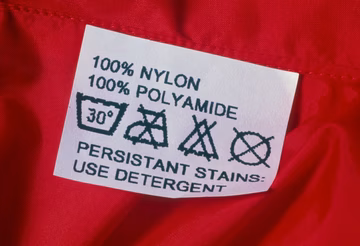 100% NYLON
100% POLYAMIDE
30°
PERSISTANT STAINS:
USE DETERGENT